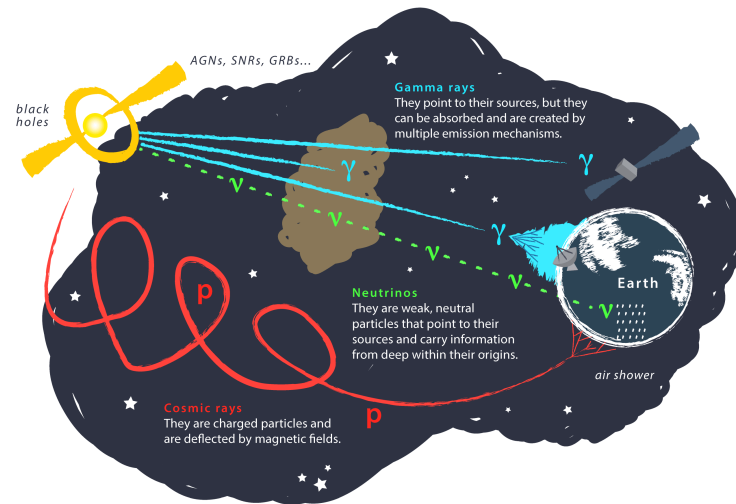 AGNs, SNRs, GRBs...
black
holes
Gamma rays
They point to their sources, but they
can be absorbed and are created by
multiple emission mechanisms.
γ
γ
ν
ν
γ
ν
ν
Earth
p
Neutrinos
They are weak, neutral
particles that point to their
sources and carry information
from deep within their origins.
ν
air shower
Cosmic rays
They are charged particles and
are deflected by magnetic fields.
p